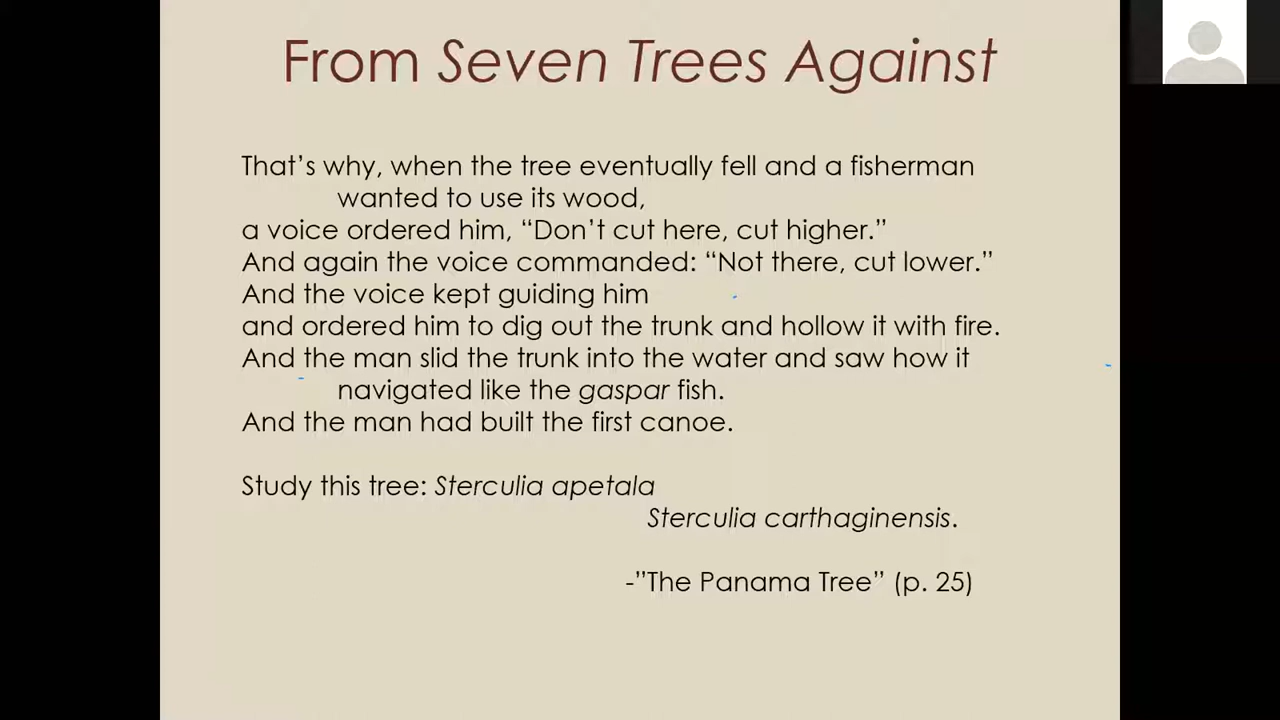 From Seven Trees Against
That’s why, when the tree eventually fell and a fisherman
wanted to use its wood,
a voice ordered him, “Don’t cut here, cut higher.”
And again the voice commanded: “Not there, cut lower.”
And the voice kept guiding him
and ordered him to dig out the trunk and hollow it with fire.
And the man slid the trunk into the water and saw how it
navigated like the gaspar fish.
And the man had built the first canoe.
Study this tree: Sterculia apetala
Sterculia carthaginensis.
-”The Panama Tree” (p. 25)